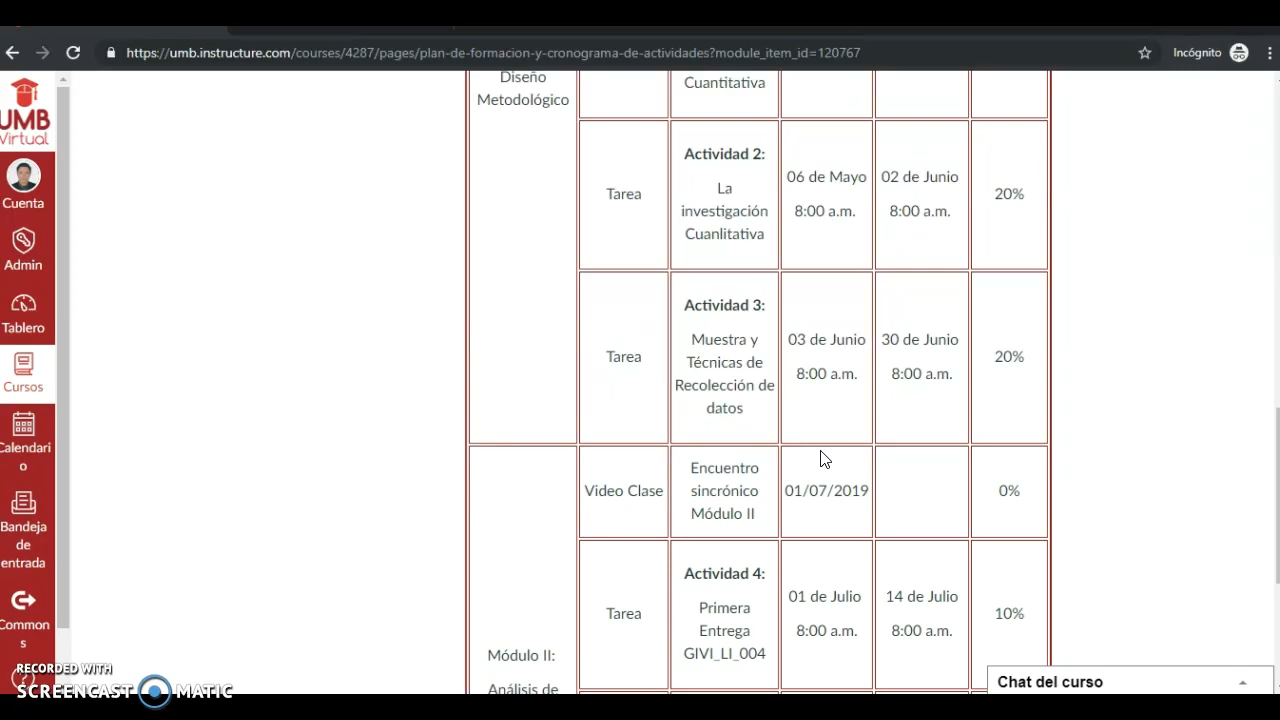 https://umb.instructure.com/courses/4287/pages/plan-de-formacion-y-cronograma-de-actividades?module_item_id=120767
Incógnito
UMB
Virtual
Cuenta
Admin
Tablero
Cursos
Calendari
o
Bandeja
de
entrada
Common
s
Diseño
Metodológico
Cuantitativa
Tarea
Actividad 2:
La
investigación
Cuanlitativa
06 de Mayo
8:00 a.m.
02 de Junio
8:00 a.m.
20%
Tarea
Actividad 3:
Muestra y
Técnicas de
Recolección de
datos
03 de Junio
8:00 a.m.
30 de Junio
8:00 a.m.
20%
Video Clase
Encuentro
sincrónico
Módulo II
01/07/2019
0%
Módulo II:
Análisis de
Tarea
Actividad 4:
Primera
Entrega
GIVI_LI_004
01 de Julio
8:00 a.m.
14 de Julio
8:00 a.m.
10%
Chat del curso
RECORDED WITH
SCREENCAST MATIC